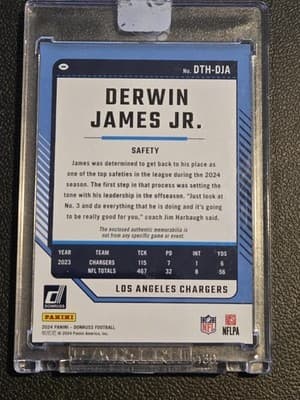 No. DTH-DJA
DERWIN
JAMES JR.
SAFETY
James was determined to get back to his place as
one of the top safeties in the league during the 2024
season. The first step in that process was setting the
tone with his leadership in the offseason. "Just look at
No. 3 and do everything that he is doing and it's going
to be really good for you," coach Jim Harbaugh said.
The enclosed authentic memorabilia is
not from any specific game or event.
YEAR TEAM TCK PD I FF
2023 CHARGERS 115 7 1 6
NFL TOTALS 467 32 8
LOS ANGELES CHARGERS
DONRUSS
PANINI
NFL
NFLPA
2024 PANINI - DONRUSS FOOTBALL
© 2024 Panini America, Inc.